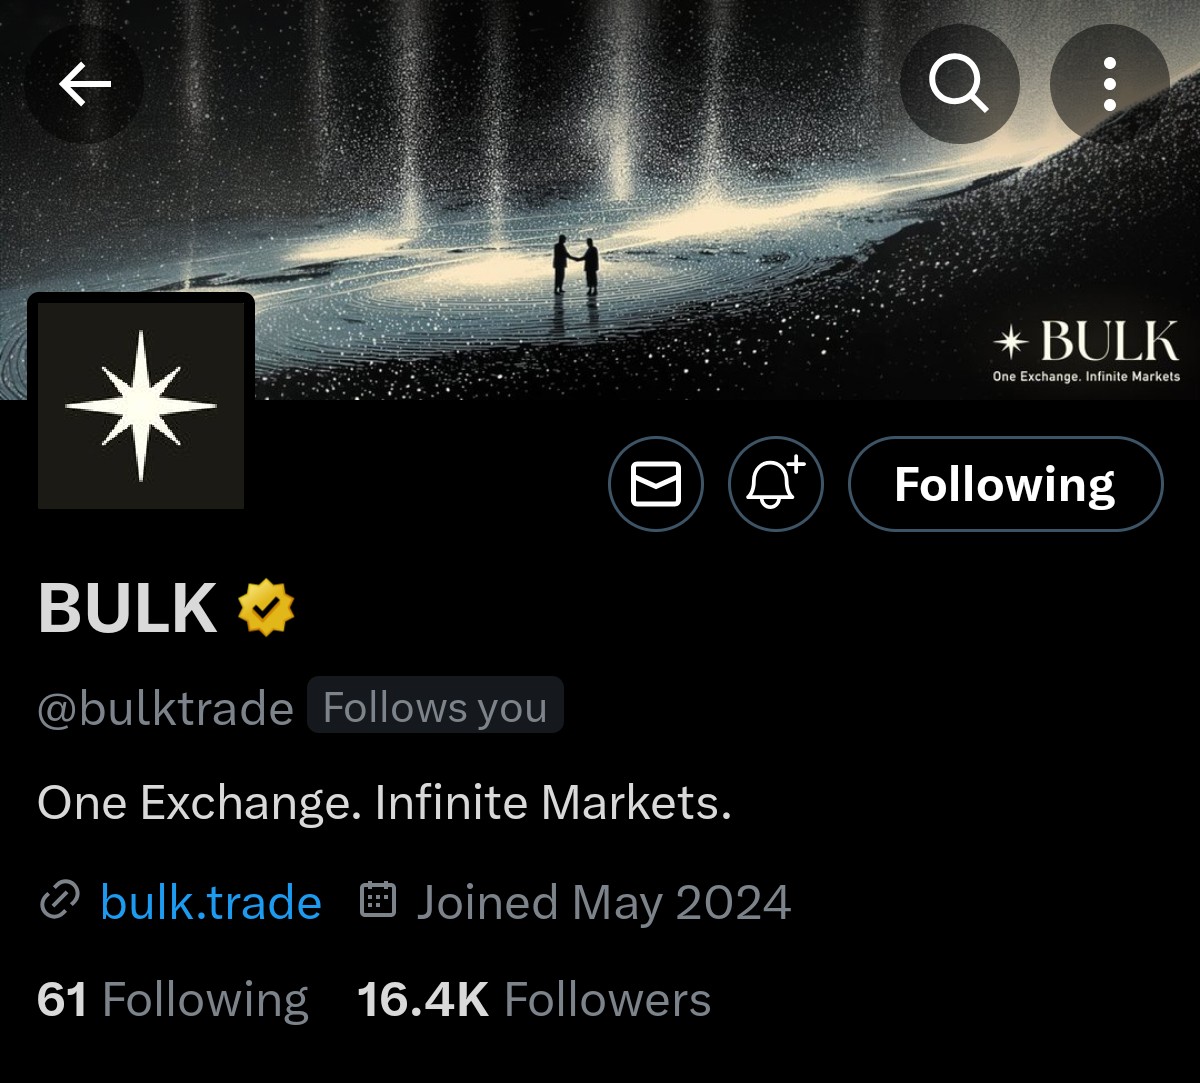 BULK
One Exchange. Infinite Markets
Following
BULK
@bulktrade Follows you
One Exchange. Infinite Markets.
bulk.trade Joined May 2024
61 Following 16.4K Followers